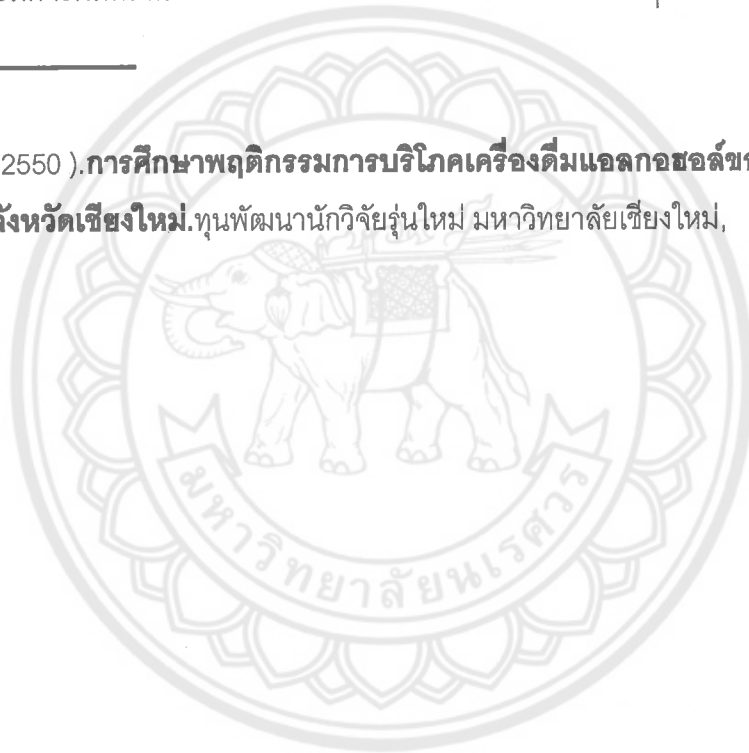 2550 ).การศึกษาพฤติกรรมการบริโภคเครื่องดื่มแอลกอฮอล์ข
จังหวัดเชียงใหม่.ทุนพัฒนานักวิจัยรุ่นใหม่ มหาวิทยาลัยเชียงใหม่,
มหาวิทยาลัยนเรศวร